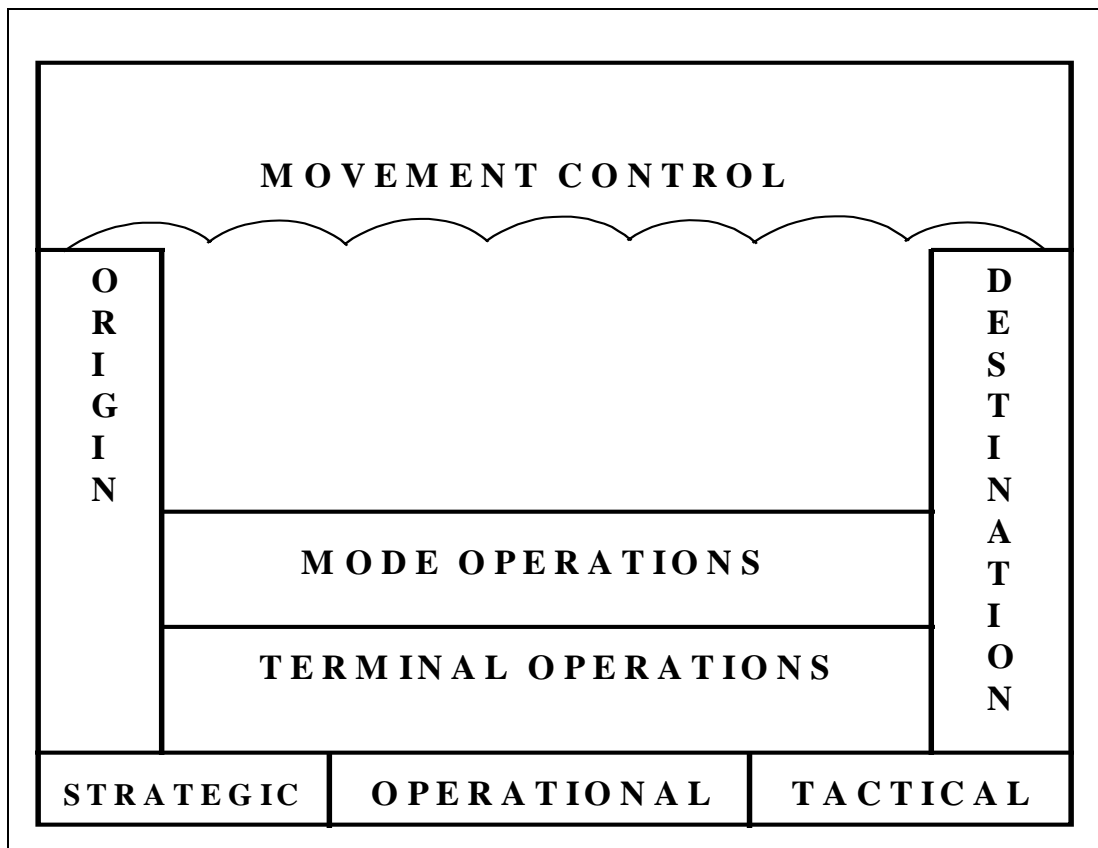 MOVEMENT CONTROL
ORIGIN
DESTINATION
MODE OPERATIONS
TERMINAL OPERATIONS
STRATEGIC
OPERATIONAL
TACTICAL